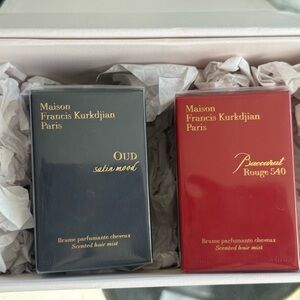 Maison
Francis Kurkdjian
Paris
OUD
satin mood
Brume parfumante cheveux
Scented hair mist
Maison
Francis Kurkdjian
Paris
Baccarat
Rouge 540
Brume parfumante cheveux
Scented hair mist